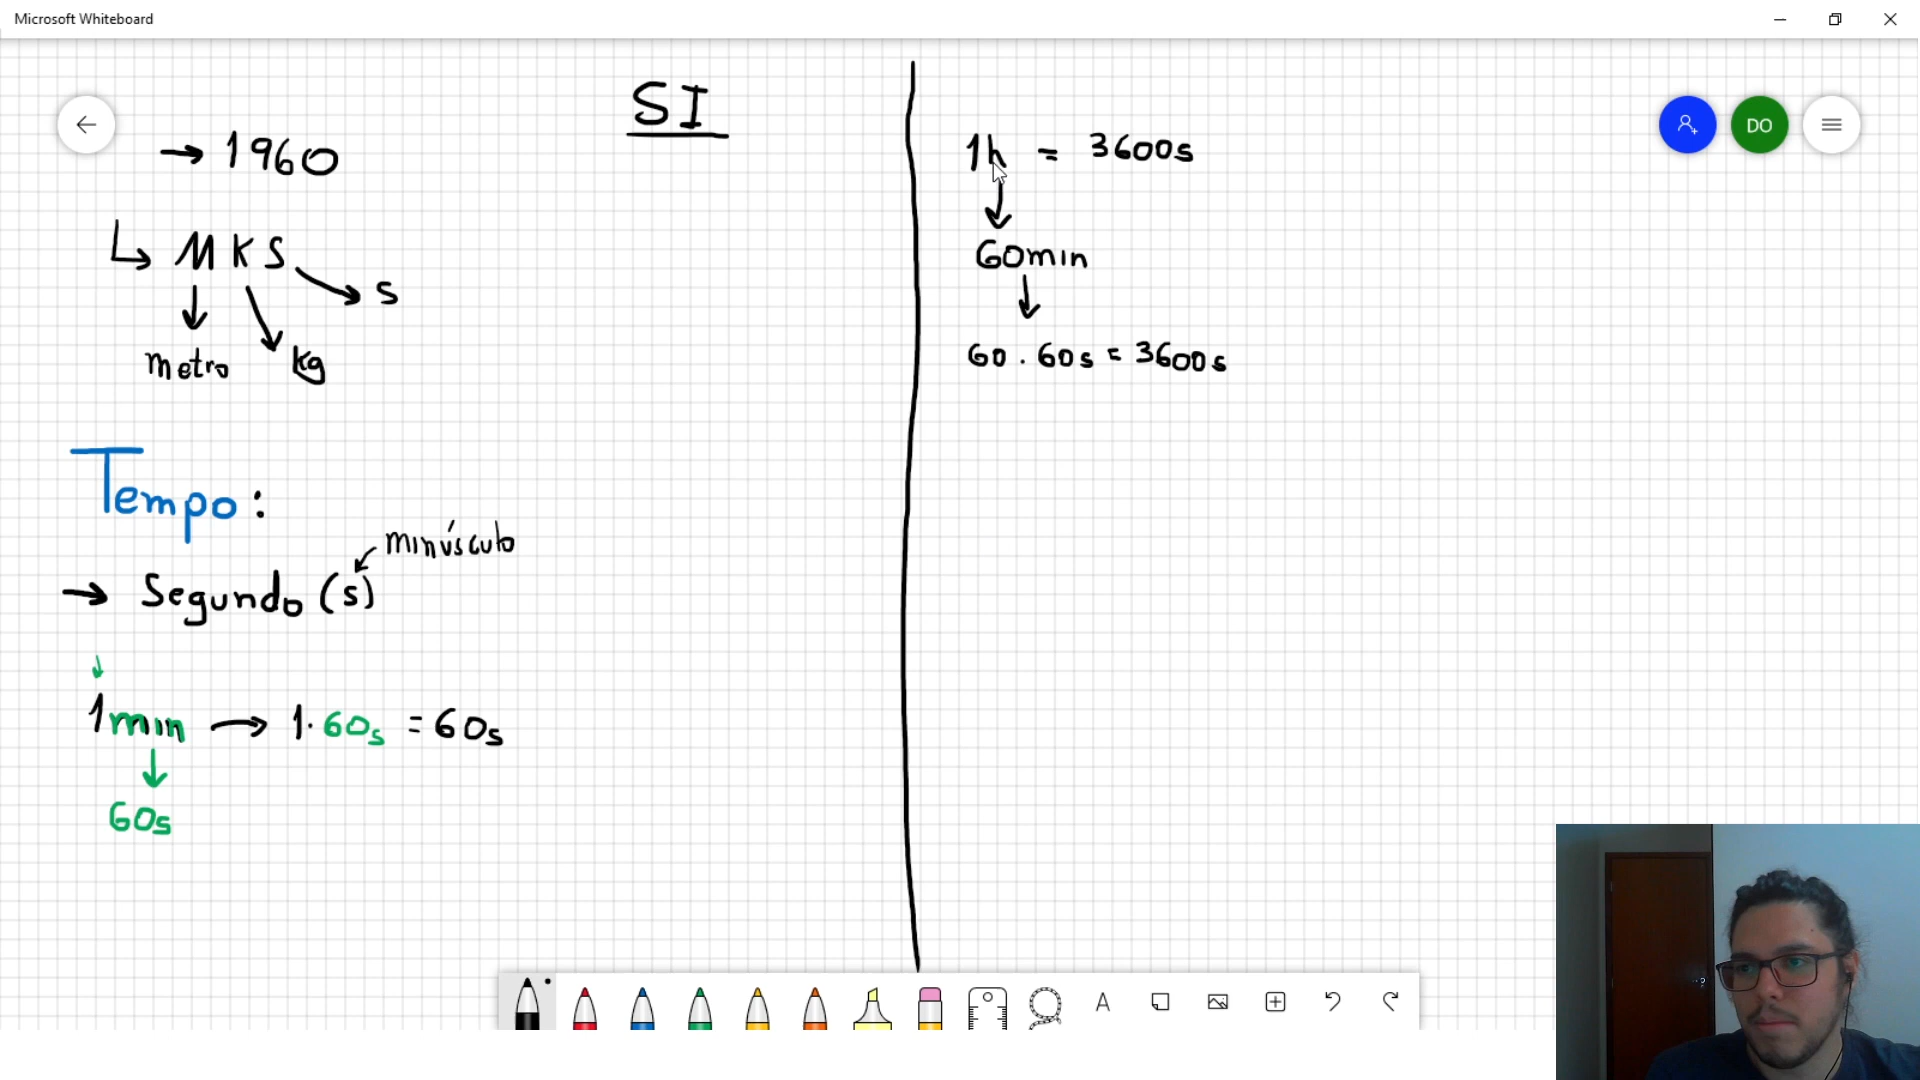 Microsoft Whiteboard
SI
→ 1960
↳ M K S
s
metro
kg
Tempo:
minúsculo
→ Segundo (s)
↓
1min → 1. 60s = 60s
↓
60s
1h = 3600s
↓
60min
↓
60 . 60s = 3600s
DO
A